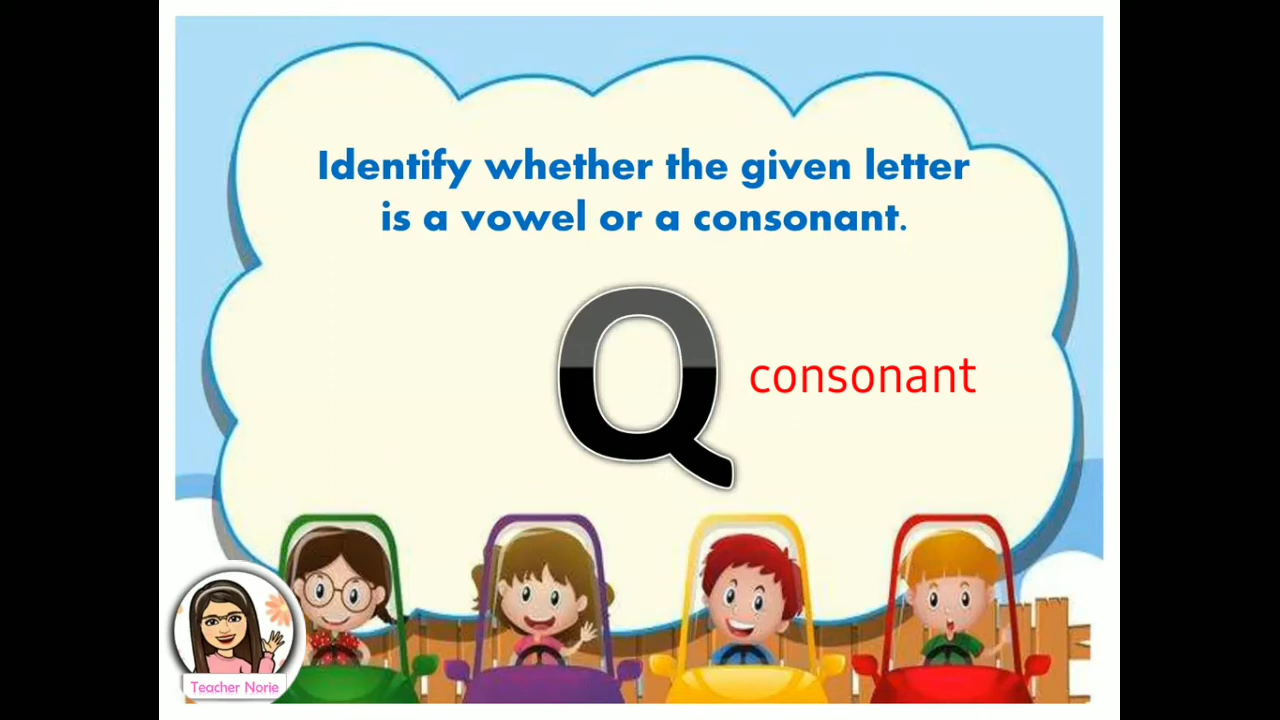 Identify whether the given letter
is a vowel or a consonant.
Q
consonant
Teacher Norie